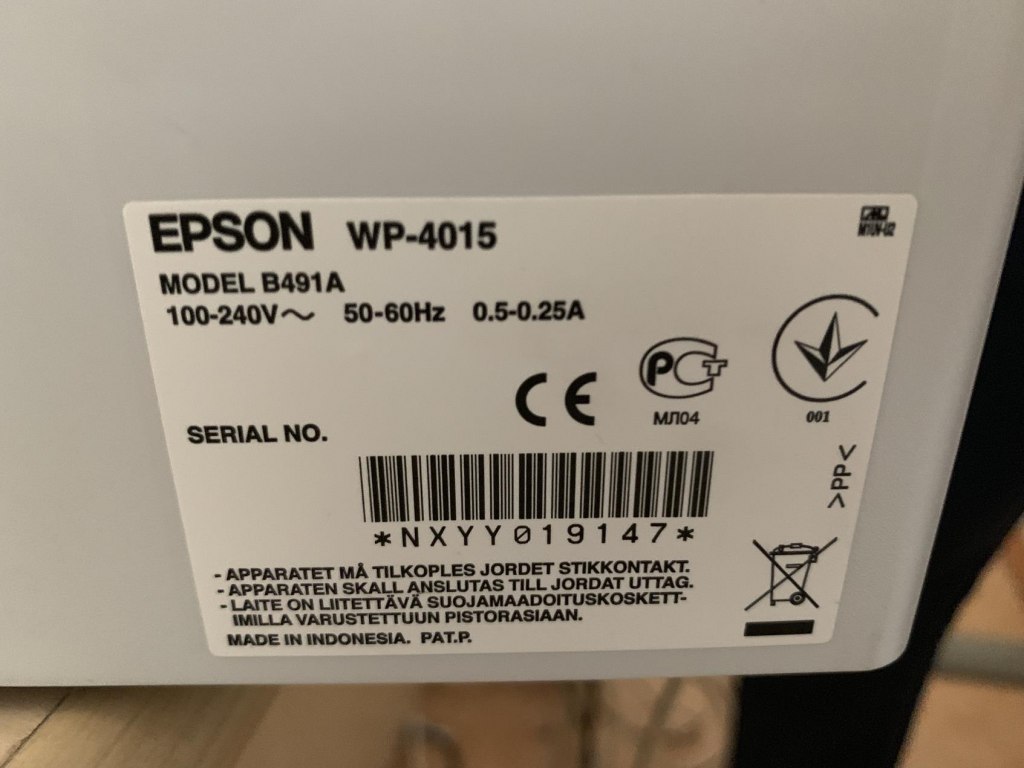 EPSON WP-4015
MODEL B491A
100-240V~ 50-60Hz 0.5-0.25A
CE
РСТ
МЛ04
001
SERIAL NO.
>PP<
*NXYY019147*
- APPARATET MÅ TILKOPLES JORDET STIKKONTAKT.
- APPARATEN SKALL ANSLUTAS TILL JORDAT UTTAG.
- LAITE ON LIITETTÄVÄ SUOJAMAADOITUSKOSKETT-
IMILLA VARUSTETTUUN PISTORASIAAN.
MADE IN INDONESIA. PAT.P.